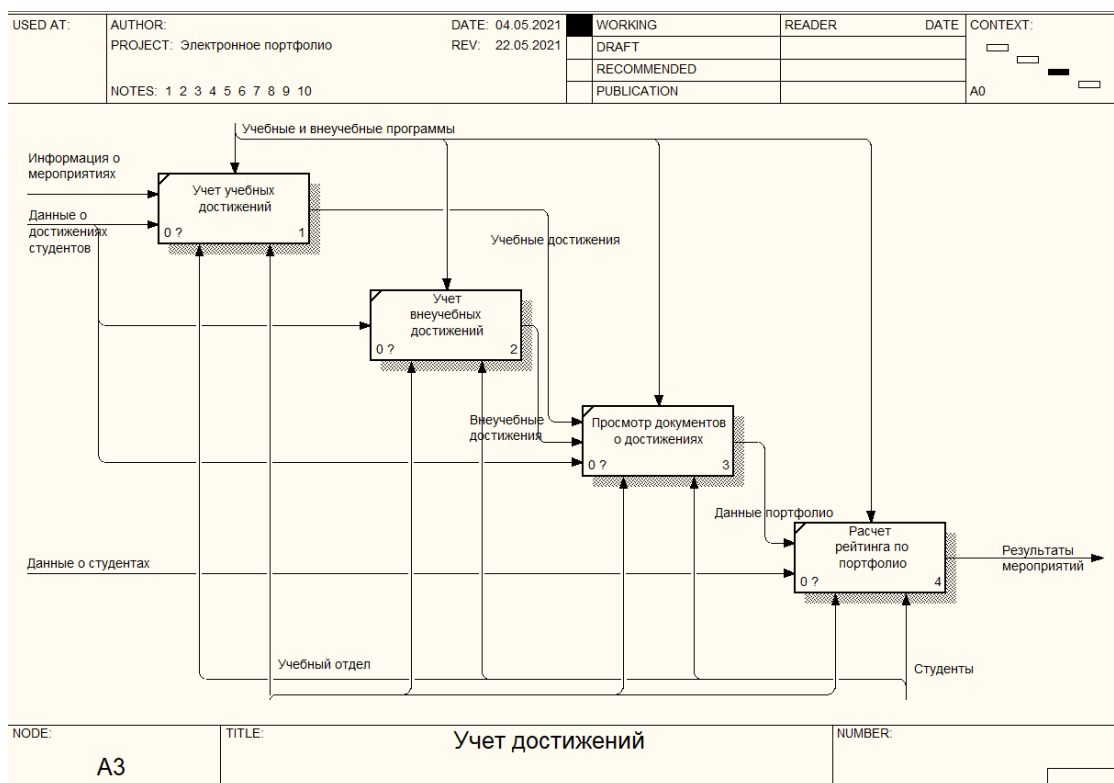 USED AT:
AUTHOR:
DATE: 04.05.2021
WORKING
READER
DATE
CONTEXT:
PROJECT: Электронное портфолио
REV: 22.05.2021
DRAFT
RECOMMENDED
NOTES: 1 2 3 4 5 6 7 8 9 10
PUBLICATION
A0
Учебные и внеучебные программы
Информация о
мероприятиях
Учет учебных
достижений
0 ?
1
Данные о
достижениях
студентов
Учебные достижения
Учет
внеучебных
достижений
0 ?
2
Внеучебные
достижения
Просмотр документов
о достижениях
0 ?
3
Данные портфолио
Расчет
рейтинга по
портфолио
0 ?
4
Результаты
мероприятий
Данные о студентах
Учебный отдел
Студенты
NODE:
TITLE:
NUMBER:
A3
Учет достижений